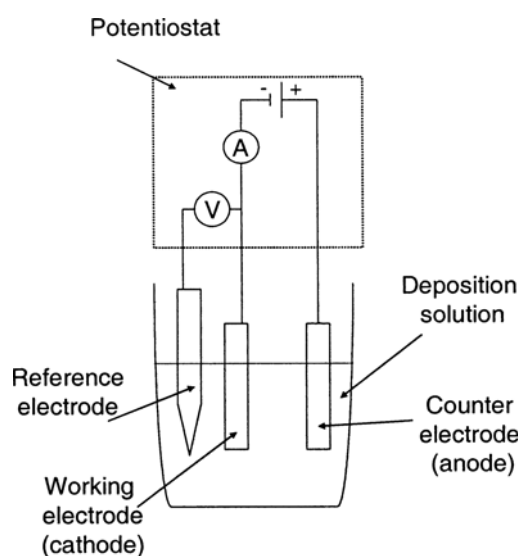 Potentiostat
- +
A
V
Deposition
solution
Reference
electrode
Counter
electrode
(anode)
Working
electrode
(cathode)